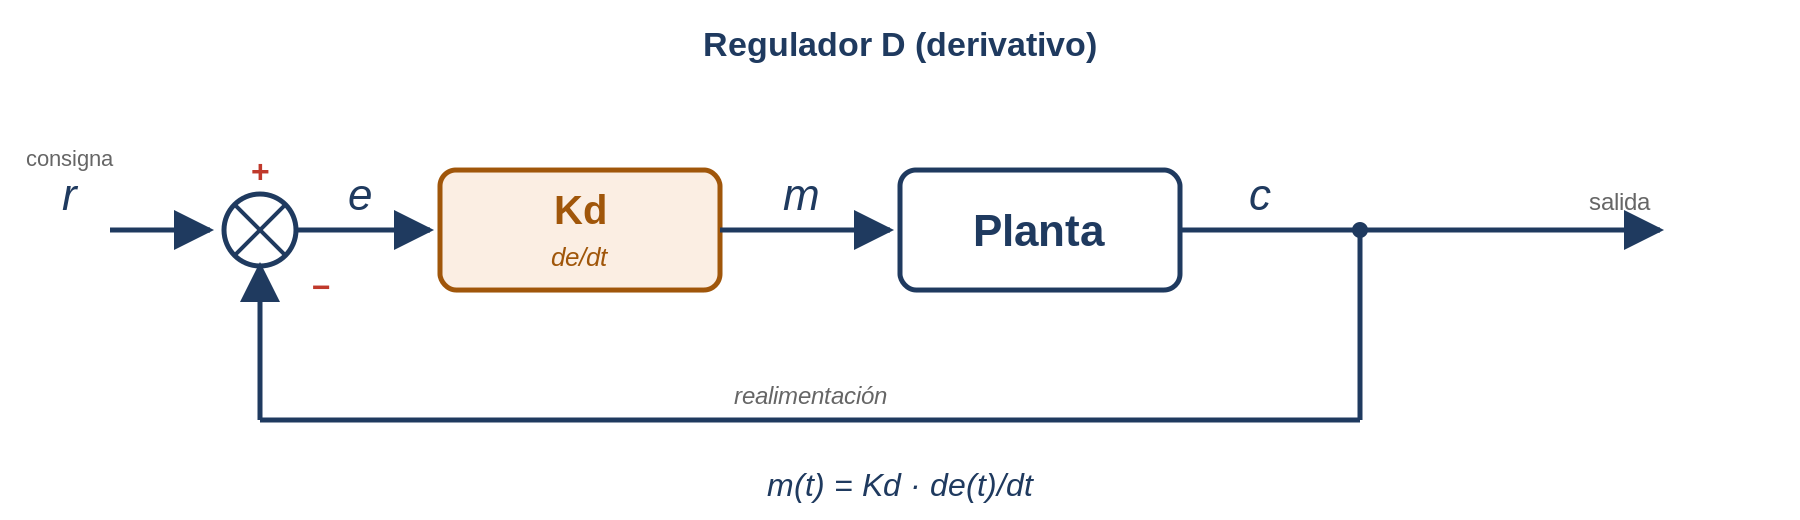 Regulador D (derivativo)
consigna
r
+
e
Kd
de/dt
m
Planta
c
salida
−
realimentación
m(t) = Kd · de(t)/dt